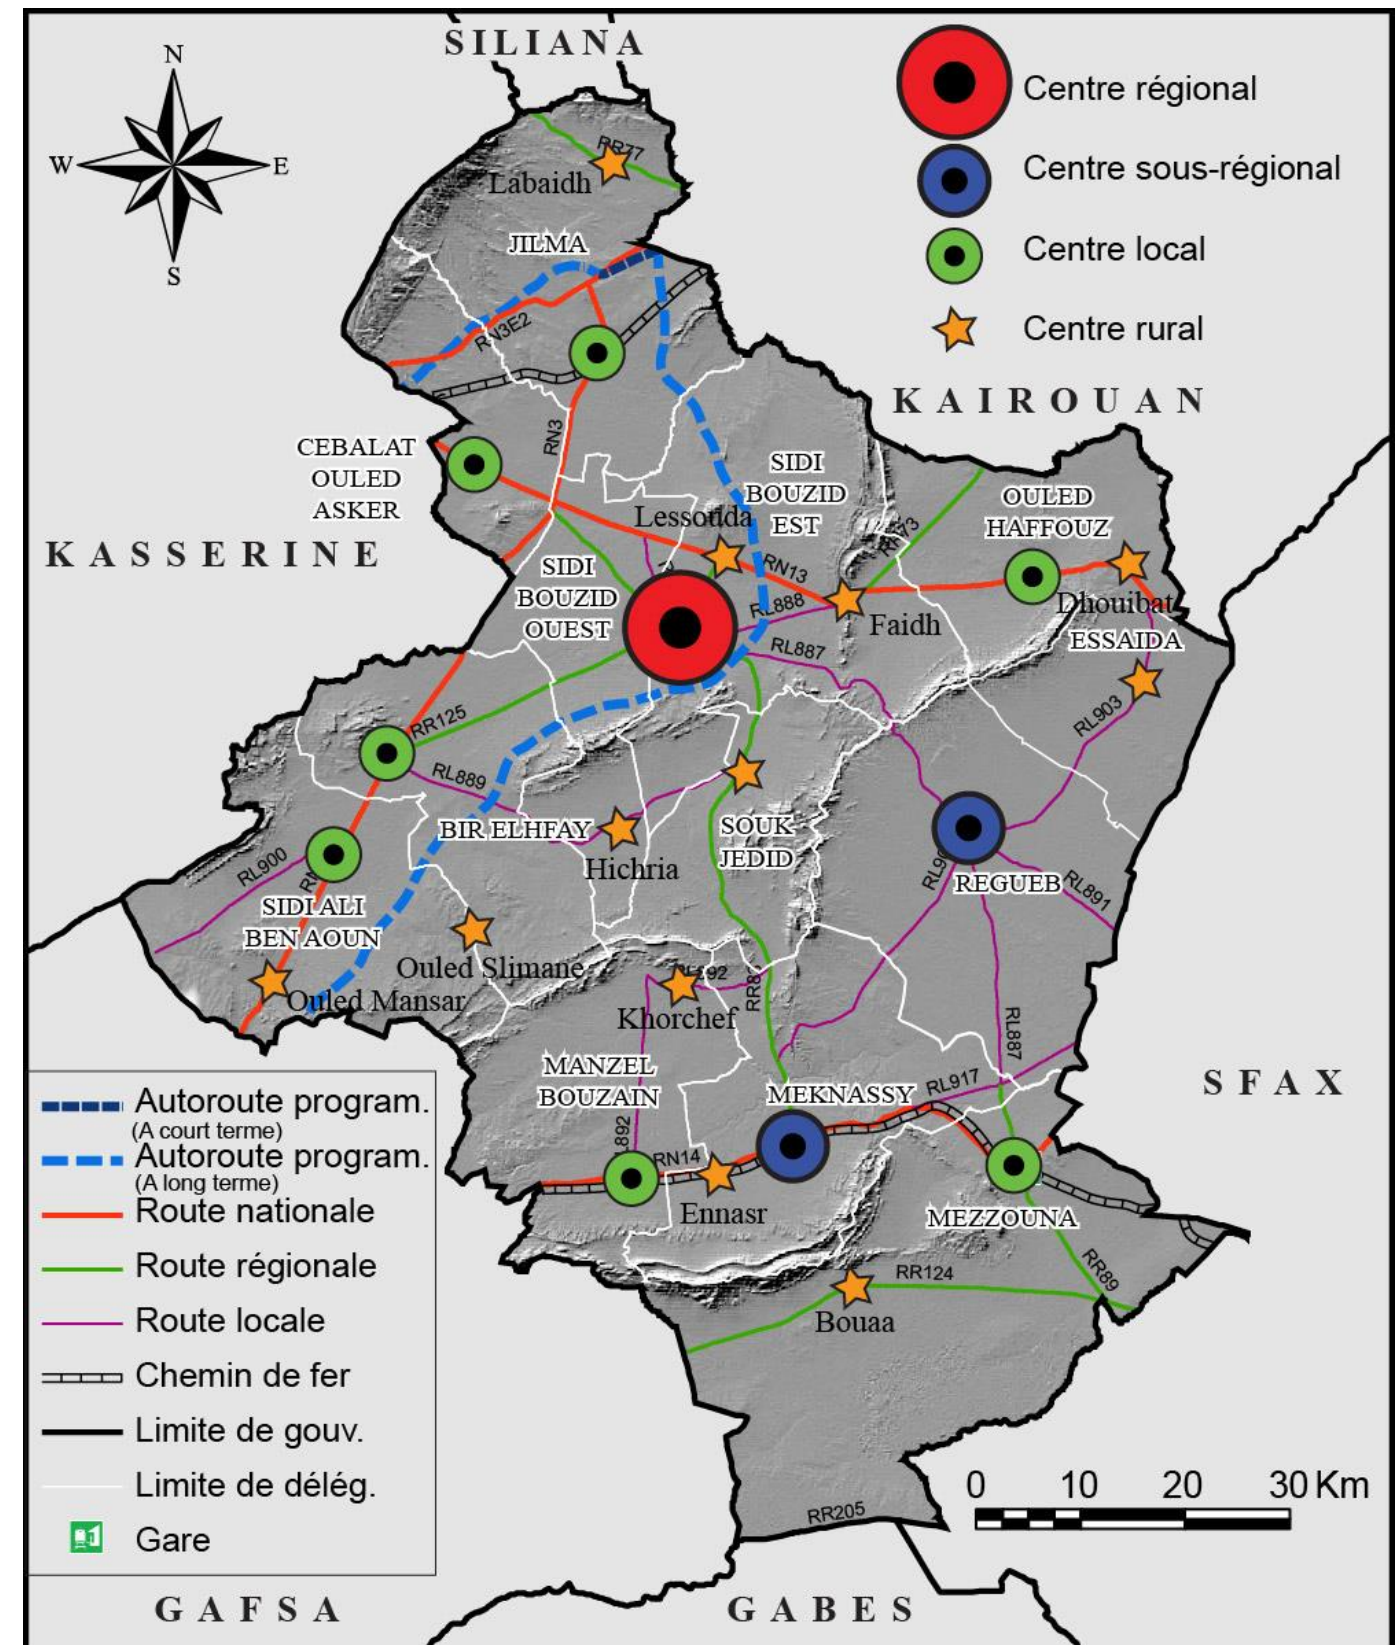 SILIANA
N
W
E
S
Centre régional
Centre sous-régional
Centre local
Centre rural
RR77
Labaidh
JILMA
RN3E2
KAIROUAN
RN3
CEBALAT
OULED
ASKER
SIDI
BOUZID
EST
OULED
HAFFOUZ
Lessouda
KASSERINE
RR73
SIDI
BOUZID
OUEST
RN13
RL888
Faidh
Dhouibat
ESSAIDA
RL887
RL903
RR125
RL889
BIR ELHFAY
Hichria
SOUK
JEDID
REGUEB
RL891
RL900
SIDI ALI
BEN AOUN
Ouled Slimane
Ouled Mansar
Khorchef
RL887
MANZEL
BOUZAIN
MEKNASSY
RL917
SFAX
RN14
Ennasr
MEZZOUNA
RR89
RR124
Bouaa
Autoroute program.
(A court terme)
Autoroute program.
(A long terme)
Route nationale
Route régionale
Route locale
Chemin de fer
Limite de gouv.
Limite de délég.
Gare
0 10 20 30 Km
RR205
GAFSA
GABES